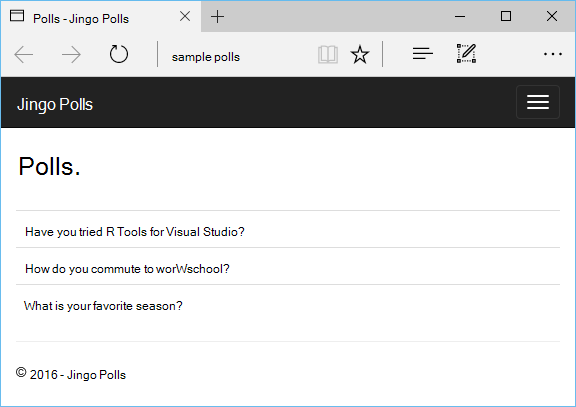 Polls - Jingo Polls
sample polls
Jingo Polls
Polls.
Have you tried R Tools for Visual Studio?
How do you commute to worWschool?
What is your favorite season?
© 2016 - Jingo Polls